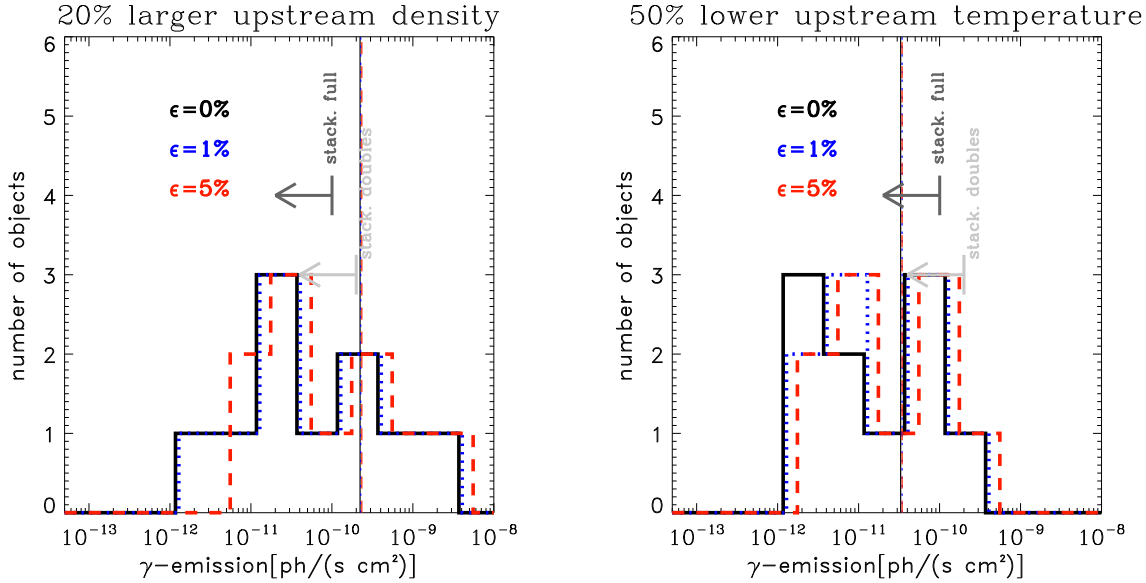 20% larger upstream density
6
5
4
3
2
1
0
number of objects
ϵ=0%
ϵ=1%
ϵ=5%
stack. full
stack. doubles
10⁻¹³ 10⁻¹² 10⁻¹¹ 10⁻¹⁰ 10⁻⁹ 10⁻⁸
γ-emission[ph/(s cm²)]
50% lower upstream temperature
6
5
4
3
2
1
0
number of objects
ϵ=0%
ϵ=1%
ϵ=5%
stack. full
stack. doubles
10⁻¹³ 10⁻¹² 10⁻¹¹ 10⁻¹⁰ 10⁻⁹ 10⁻⁸
γ-emission[ph/(s cm²)]